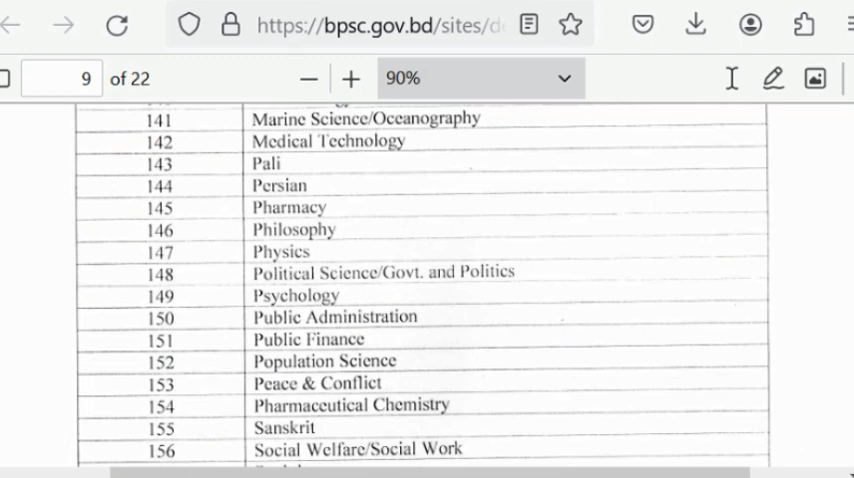 https://bpsc.gov.bd/sites/de
9 of 22
90%
141 Marine Science/Oceanography
142 Medical Technology
143 Pali
144 Persian
145 Pharmacy
146 Philosophy
147 Physics
148 Political Science/Govt. and Politics
149 Psychology
150 Public Administration
151 Public Finance
152 Population Science
153 Peace & Conflict
154 Pharmaceutical Chemistry
155 Sanskrit
156 Social Welfare/Social Work